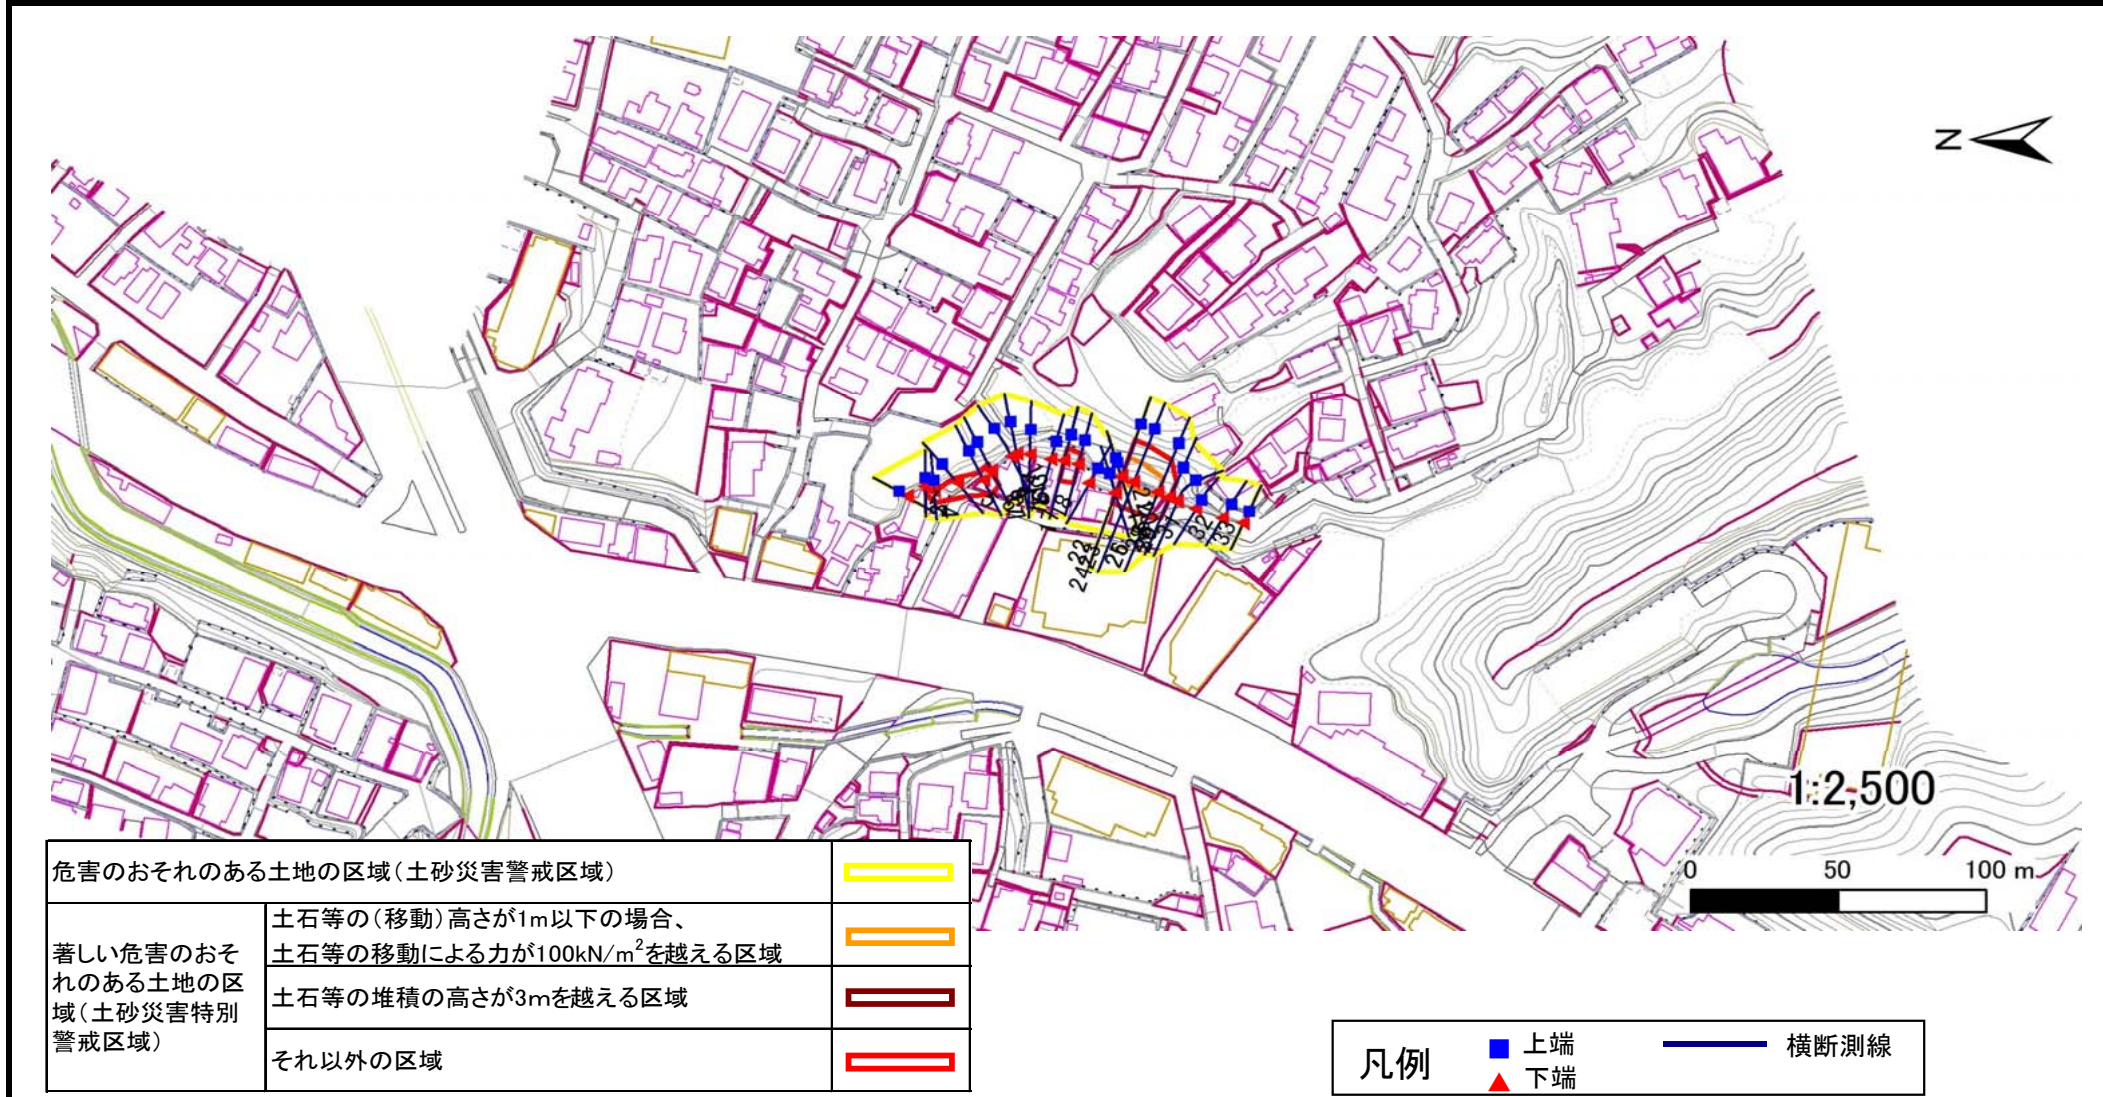 N
22
24
26
31
32
33
1:2,500
0 50 100 m
危害のおそれのある土地の区域(土砂災害警戒区域)
著しい危害のおそ
れのある土地の区
域(土砂災害特別
警戒区域)
土石等の(移動)高さが1m以下の場合、
土石等の移動による力が100kN/m²を越える区域
土石等の堆積の高さが3mを越える区域
それ以外の区域
凡例
上端
下端
横断測線